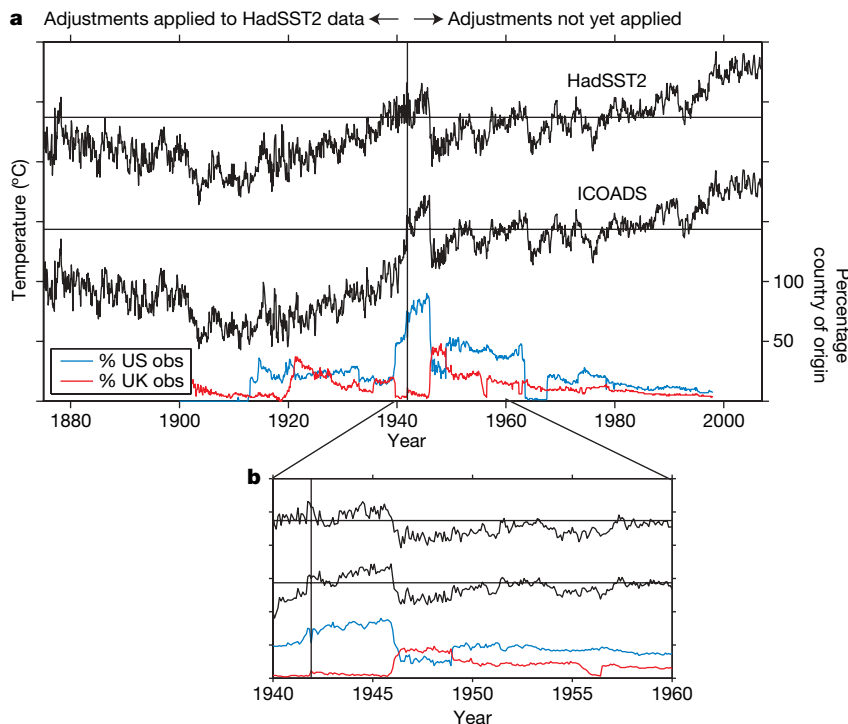 a Adjustments applied to HadSST2 data ← → Adjustments not yet applied
HadSST2
ICOADS
Temperature (°C)
100
50
Percentage
country of origin
% US obs
% UK obs
1880 1900 1920 1940 1960 1980 2000
Year
b
1940 1945 1950 1955 1960
Year